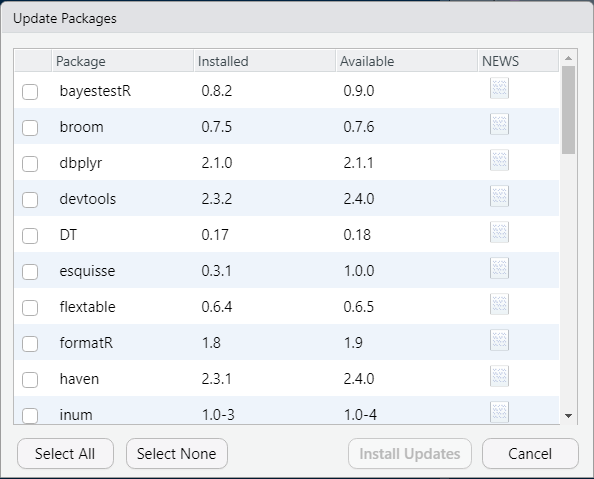 Update Packages
Package Installed Available NEWS
bayestestR 0.8.2 0.9.0
broom 0.7.5 0.7.6
dbplyr 2.1.0 2.1.1
devtools 2.3.2 2.4.0
DT 0.17 0.18
esquisse 0.3.1 1.0.0
flextable 0.6.4 0.6.5
formatR 1.8 1.9
haven 2.3.1 2.4.0
inum 1.0-3 1.0-4
Select All Select None Install Updates Cancel